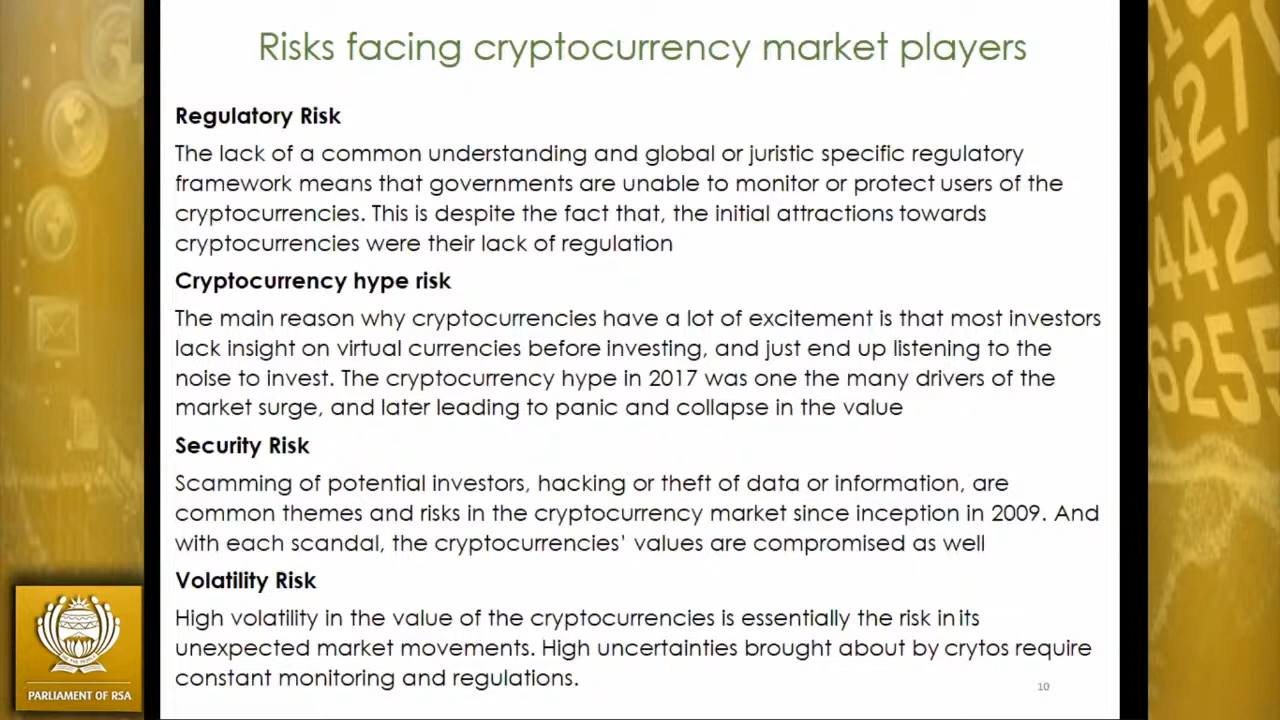 Risks facing cryptocurrency market players
Regulatory Risk
The lack of a common understanding and global or juristic specific regulatory
framework means that governments are unable to monitor or protect users of the
cryptocurrencies. This is despite the fact that, the initial attractions towards
cryptocurrencies were their lack of regulation
Cryptocurrency hype risk
The main reason why cryptocurrencies have a lot of excitement is that most investors
lack insight on virtual currencies before investing, and just end up listening to the
noise to invest. The cryptocurrency hype in 2017 was one the many drivers of the
market surge, and later leading to panic and collapse in the value
Security Risk
Scamming of potential investors, hacking or theft of data or information, are
common themes and risks in the cryptocurrency market since inception in 2009. And
with each scandal, the cryptocurrencies' values are compromised as well
Volatility Risk
High volatility in the value of the cryptocurrencies is essentially the risk in its
unexpected market movements. High uncertainties brought about by crytos require
constant monitoring and regulations.
10
PARLIAMENT OF RSA